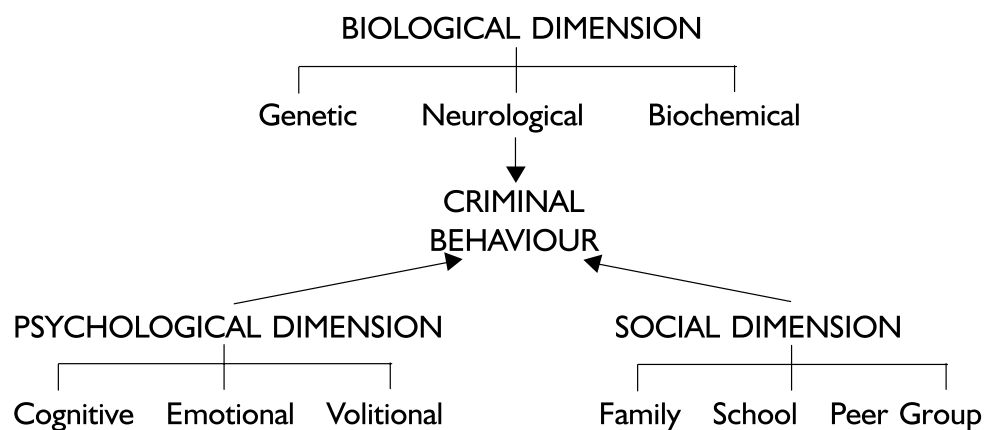 BIOLOGICAL DIMENSION
Genetic Neurological Biochemical
CRIMINAL
BEHAVIOUR
PSYCHOLOGICAL DIMENSION SOCIAL DIMENSION
Cognitive Emotional Volitional Family School Peer Group